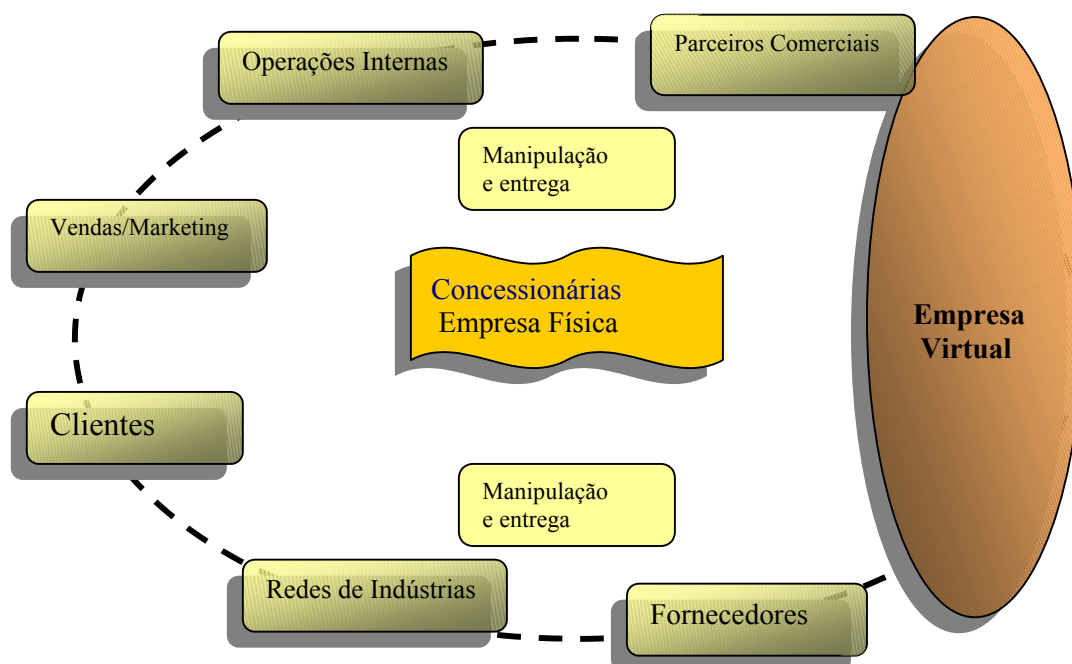 Operações Internas
Parceiros Comerciais
Manipulação
e entrega
Vendas/Marketing
Concessionárias
Empresa Física
Empresa
Virtual
Clientes
Manipulação
e entrega
Redes de Indústrias
Fornecedores